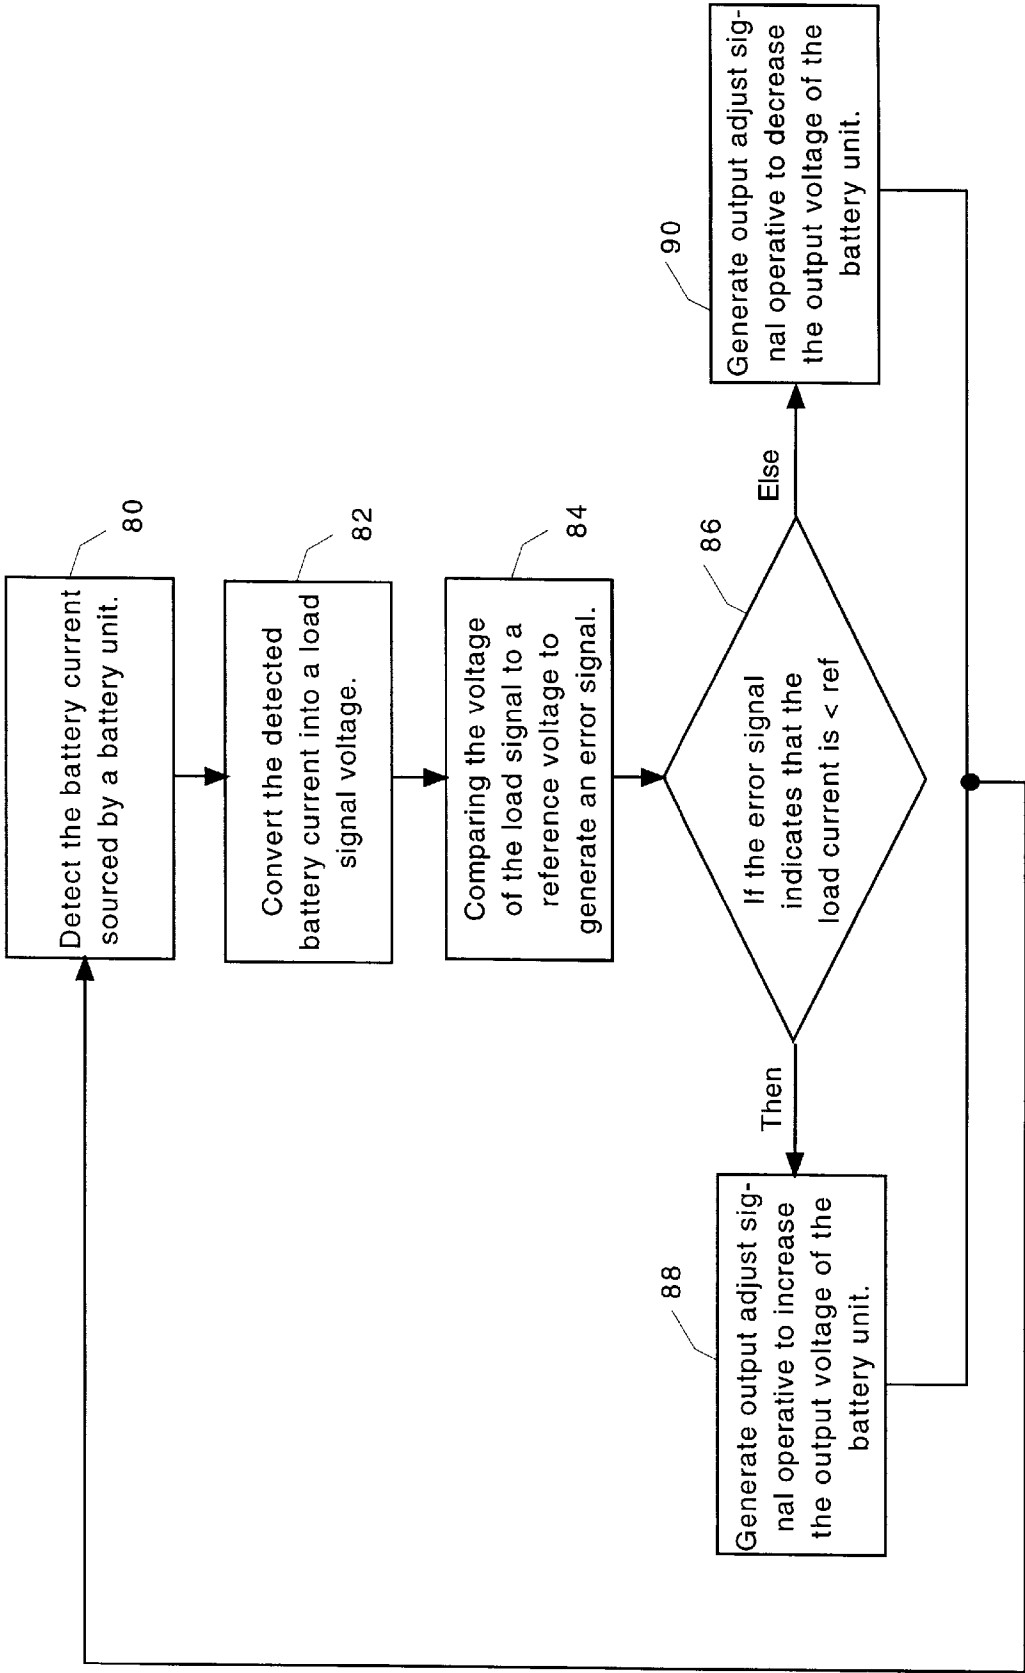 Detect the battery current
sourced by a battery unit.
80
Convert the detected
battery current into a load
signal voltage.
82
Comparing the voltage
of the load signal to a
reference voltage to
generate an error signal.
84
If the error signal
indicates that the
load current is < ref
86
Then
Else
Generate output adjust sig-
nal operative to increase
the output voltage of the
battery unit.
88
Generate output adjust sig-
nal operative to decrease
the output voltage of the
battery unit.
90